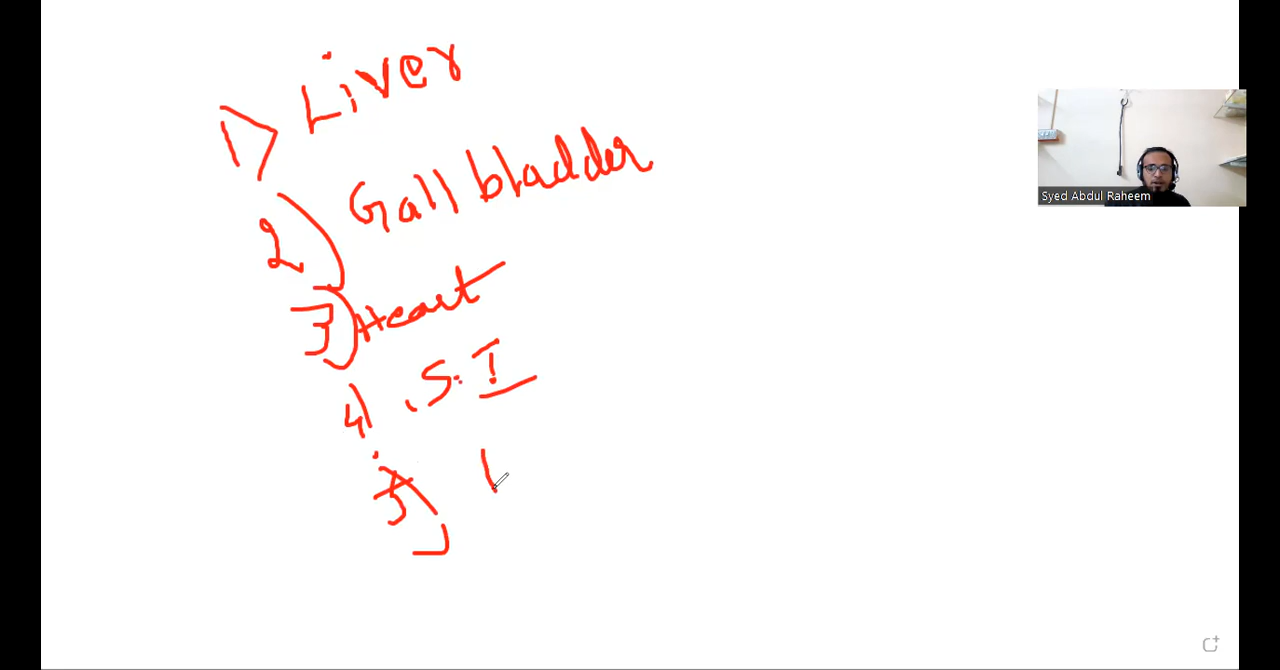 1) Liver
2) Gall bladder
3) Heart
4) S. I
5)
Syed Abdul Raheem